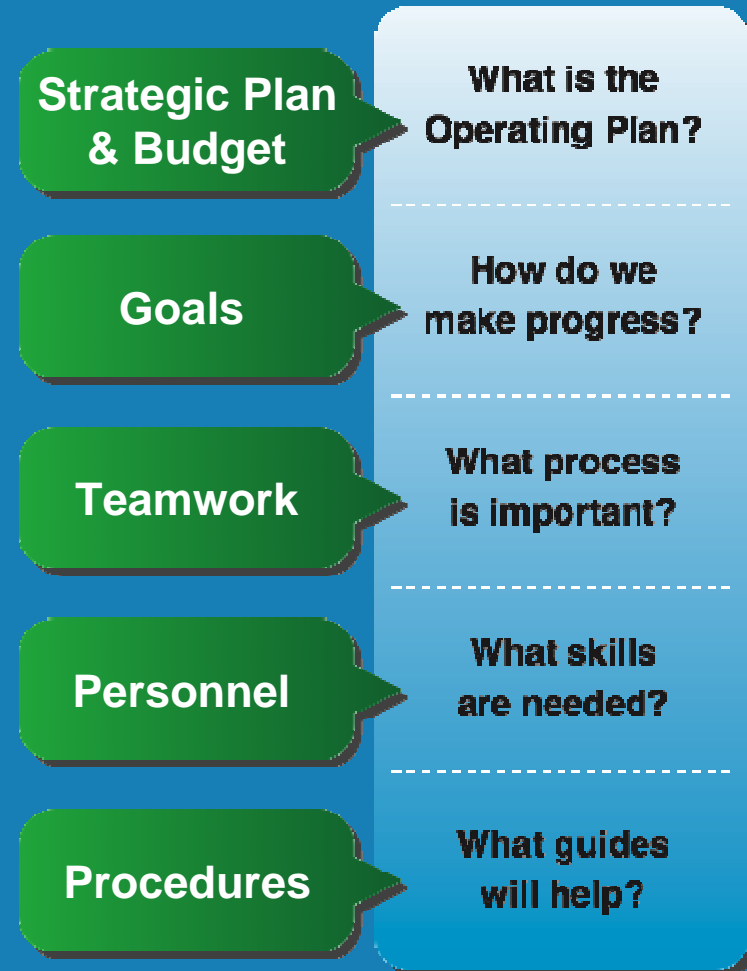 Strategic Plan
& Budget
What is the
Operating Plan?
Goals
How do we
make progress?
Teamwork
What process
is important?
Personnel
What skills
are needed?
Procedures
What guides
will help?